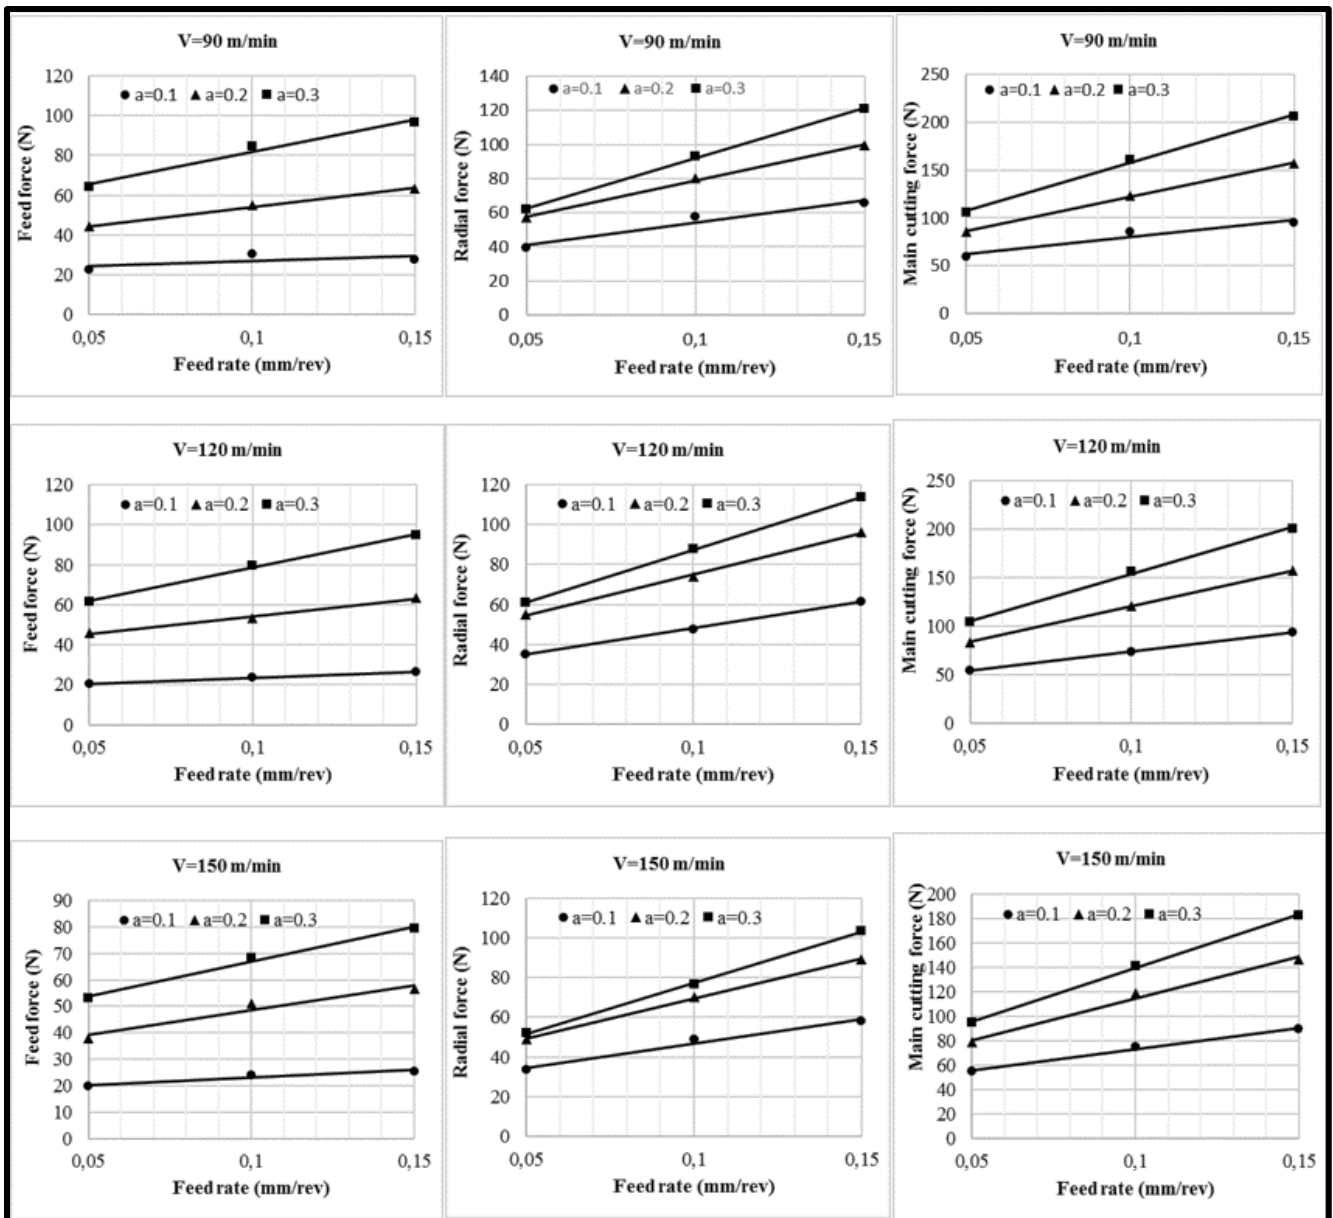 V=90 m/min
a=0.1 a=0.2 a=0.3
Feed force (N)
120
100
80
60
40
20
0
0,05 0,1 0,15
Feed rate (mm/rev)
V=90 m/min
a=0.1 a=0.2 a=0.3
Radial force (N)
140
120
100
80
60
40
20
0
0,05 0,1 0,15
Feed rate (mm/rev)
V=90 m/min
a=0.1 a=0.2 a=0.3
Main cutting force (N)
250
200
150
100
50
0
0,05 0,1 0,15
Feed rate (mm/rev)
V=120 m/min
a=0.1 a=0.2 a=0.3
Feed force (N)
120
100
80
60
40
20
0
0,05 0,1 0,15
Feed rate (mm/rev)
V=120 m/min
a=0.1 a=0.2 a=0.3
Radial force (N)
120
100
80
60
40
20
0
0,05 0,1 0,15
Feed rate (mm/rev)
V=120 m/min
a=0.1 a=0.2 a=0.3
Main cutting force (N)
250
200
150
100
50
0
0,05 0,1 0,15
Feed rate (mm/rev)
V=150 m/min
a=0.1 a=0.2 a=0.3
Feed force (N)
90
80
70
60
50
40
30
20
10
0
0,05 0,1 0,15
Feed rate (mm/rev)
V=150 m/min
a=0.1 a=0.2 a=0.3
Radial force (N)
120
100
80
60
40
20
0
0,05 0,1 0,15
Feed rate (mm/rev)
V=150 m/min
a=0.1 a=0.2 a=0.3
Main cutting force (N)
200
180
160
140
120
100
80
60
40
20
0
0,05 0,1 0,15
Feed rate (mm/rev)